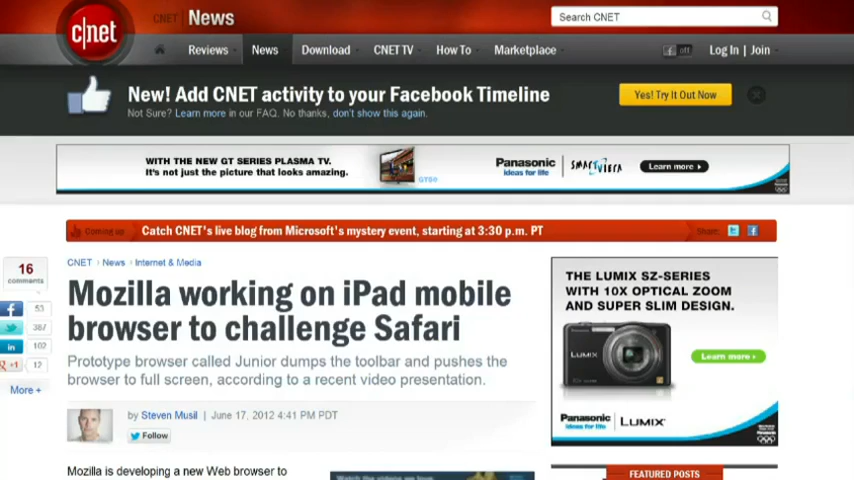 cnet
CNET News
Search CNET
Reviews News Download CNET TV How To Marketplace off Log In | Join
New! Add CNET activity to your Facebook Timeline
Not Sure? Learn more in our FAQ. No thanks, don't show this again.
Yes! Try It Out Now
WITH THE NEW GT SERIES PLASMA TV.
It's not just the picture that looks amazing.
GT50
Panasonic
ideas for life
SMART VIERA
Learn more
Coming up Catch CNET's live blog from Microsoft's mystery event, starting at 3:30 p.m. PT Share:
CNET › News › Internet & Media
Mozilla working on iPad mobile
browser to challenge Safari
Prototype browser called Junior dumps the toolbar and pushes the
browser to full screen, according to a recent video presentation.
by Steven Musil | June 17, 2012 4:41 PM PDT
Follow
Mozilla is developing a new Web browser to
16
comments
53
387
102
+1 12
More +
THE LUMIX SZ-SERIES
WITH 10X OPTICAL ZOOM
AND SUPER SLIM DESIGN.
LUMIX
Learn more
Panasonic
ideas for life
LUMIX
FEATURED POSTS